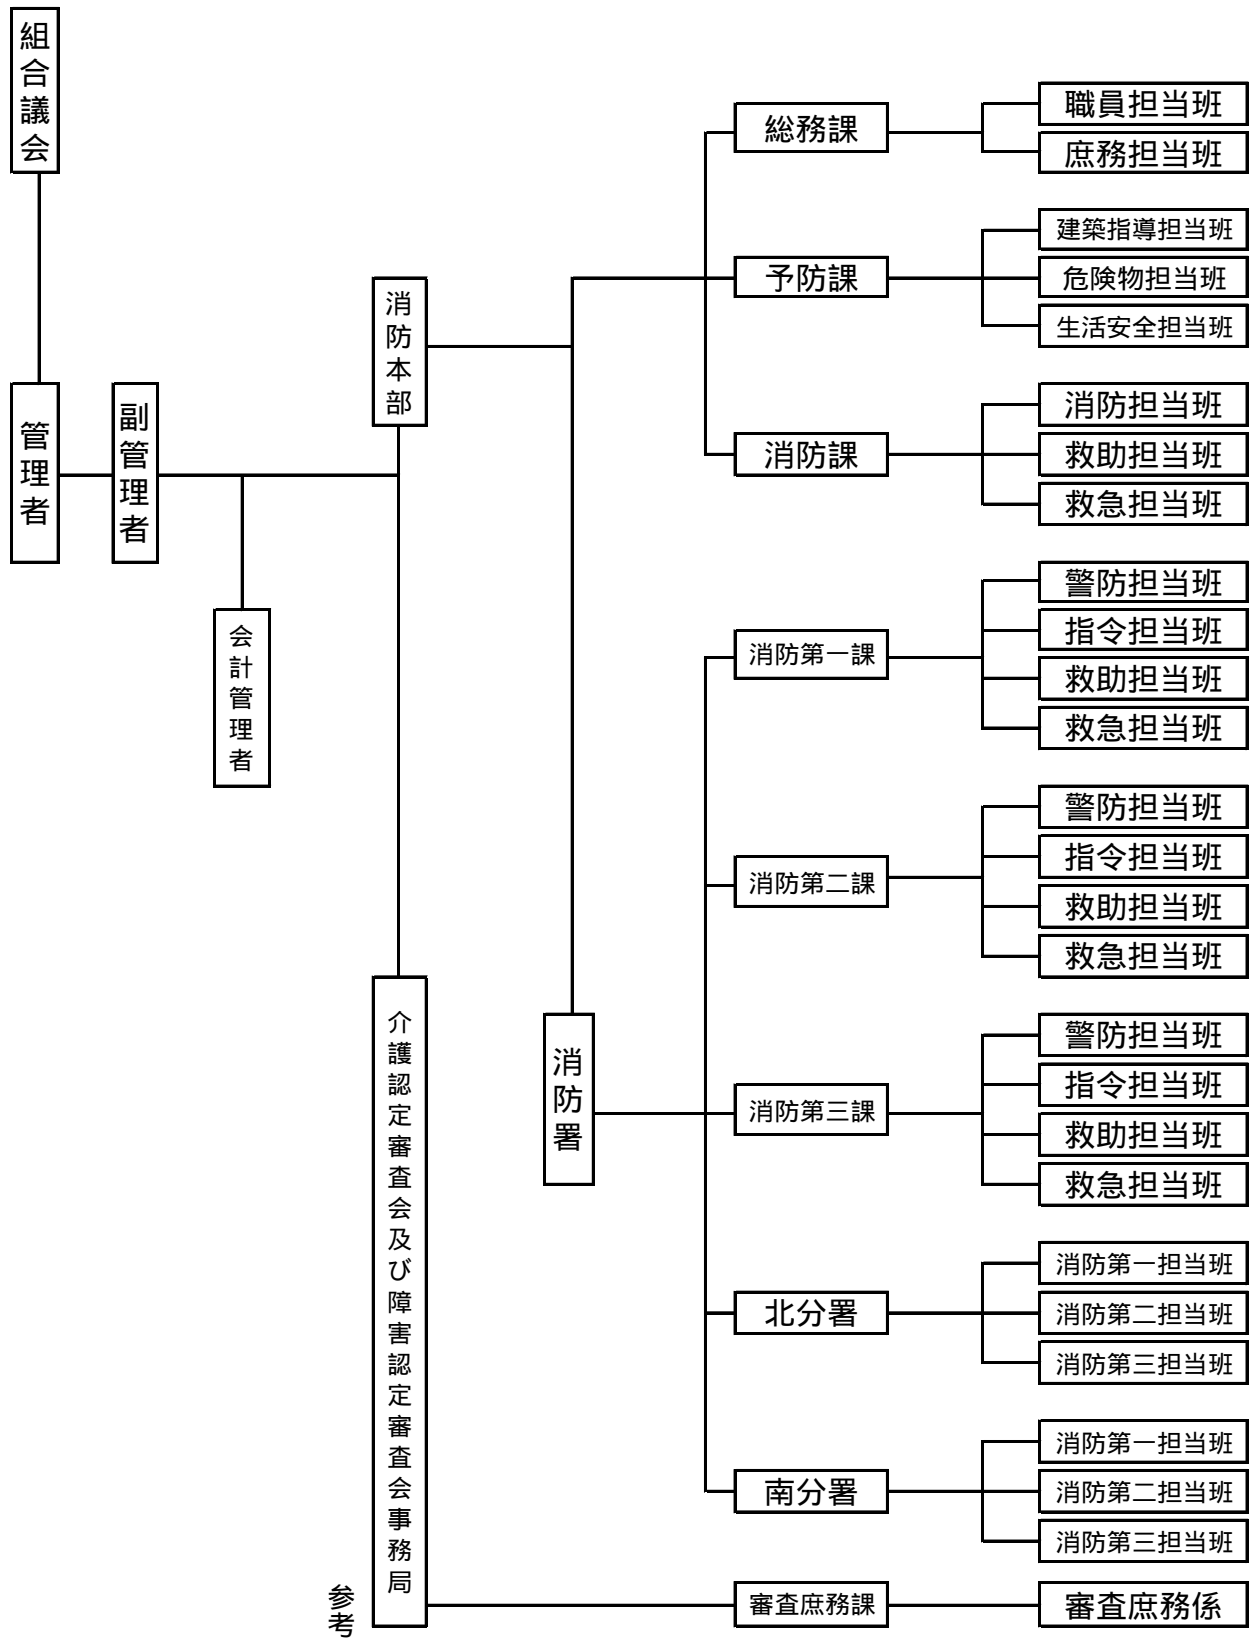 組合議会
管理者
副管理者
会計管理者
消防本部
介護認定審査会及び障害認定審査会事務局
参考
消防署
総務課
職員担当班
庶務担当班
予防課
建築指導担当班
危険物担当班
生活安全担当班
消防課
消防担当班
救助担当班
救急担当班
消防第一課
警防担当班
指令担当班
救助担当班
救急担当班
消防第二課
警防担当班
指令担当班
救助担当班
救急担当班
消防第三課
警防担当班
指令担当班
救助担当班
救急担当班
北分署
消防第一担当班
消防第二担当班
消防第三担当班
南分署
消防第一担当班
消防第二担当班
消防第三担当班
審査庶務課
審査庶務係